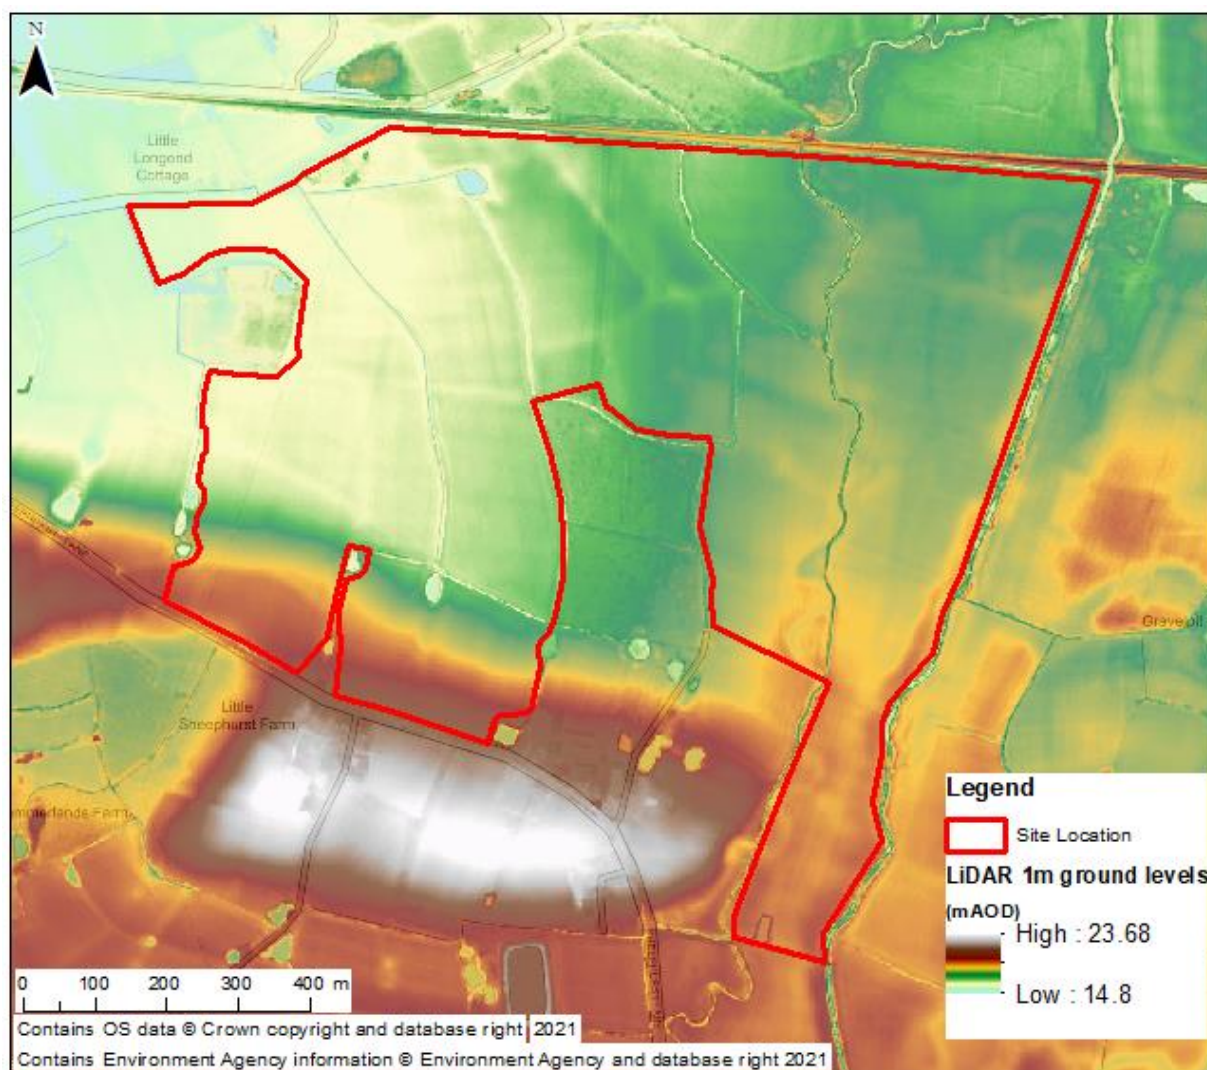 N
Little
Longend
Cottage
Gravelpit
Little
Sheephurst Farm
Legend
Site Location
LiDAR 1m ground levels
(mAOD)
High : 23.68
Low : 14.8
0 100 200 300 400 m
Contains OS data © Crown copyright and database right 2021
Contains Environment Agency information © Environment Agency and database right 2021